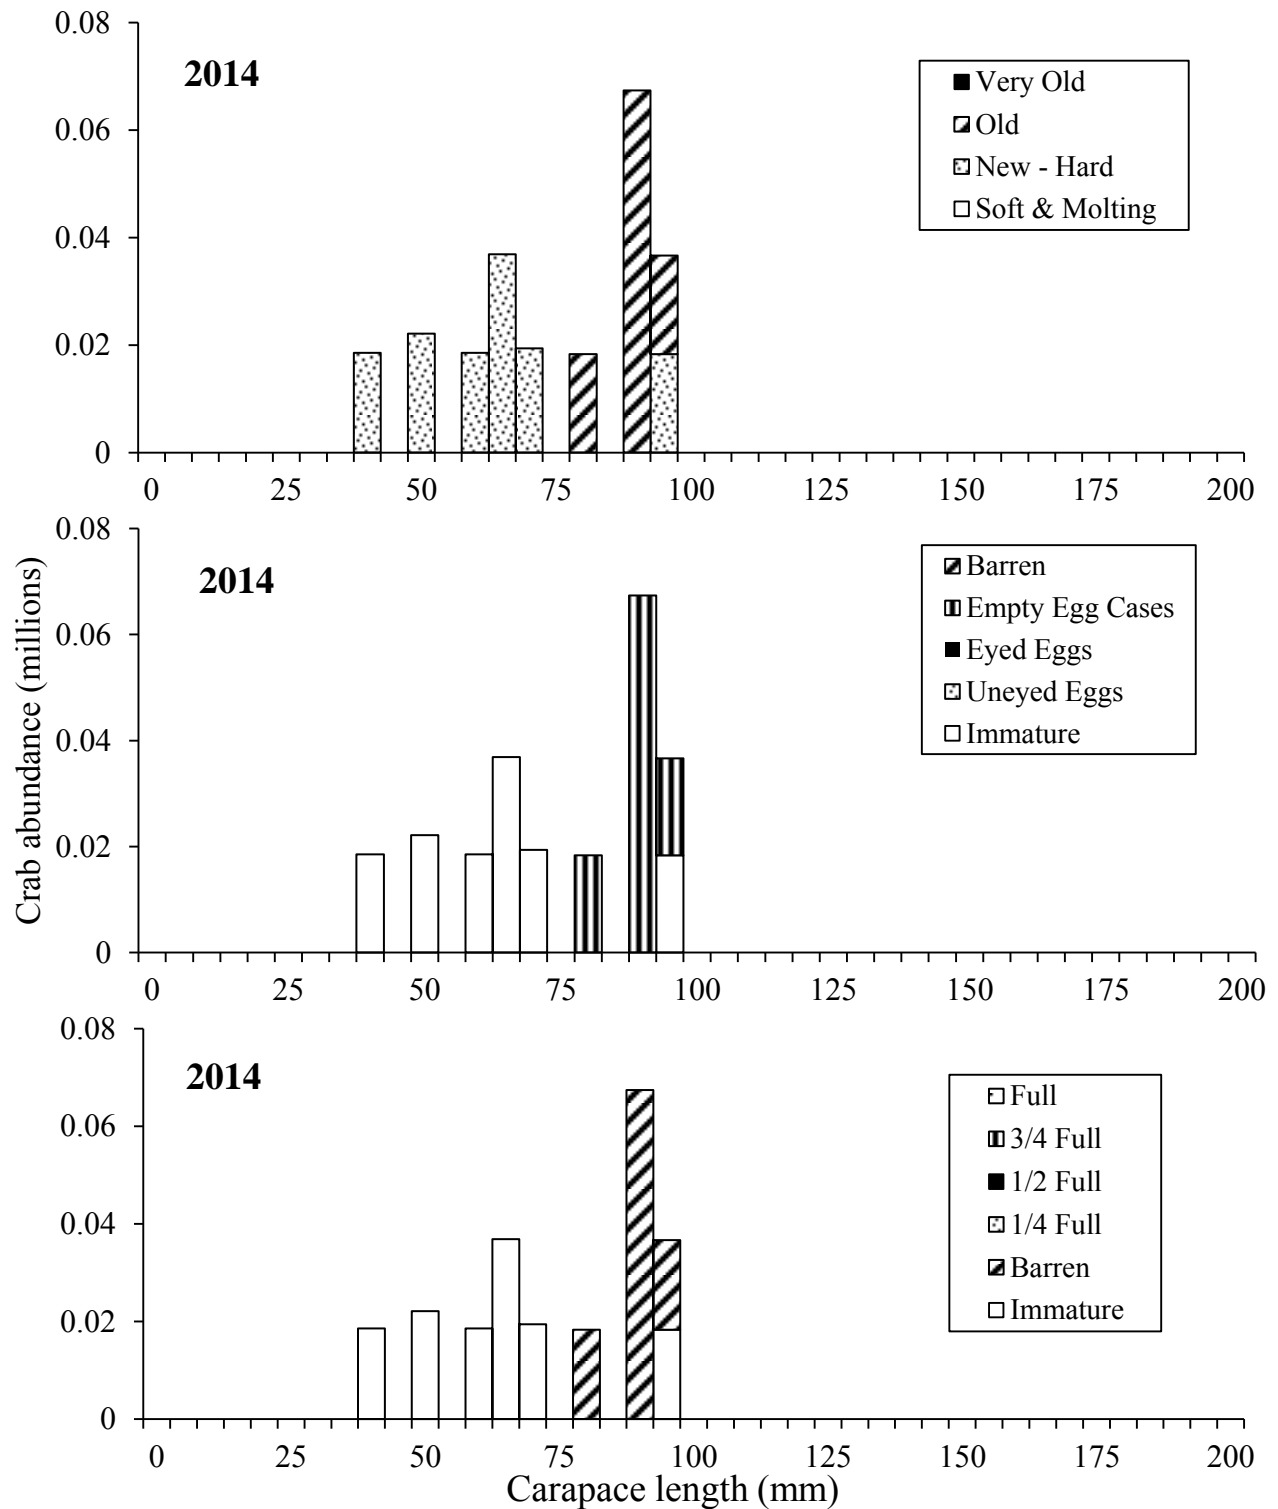 0.08
2014
Very Old
Old
New - Hard
Soft & Molting
0.06
0.04
0.02
0
0 25 50 75 100 125 150 175 200
Crab abundance (millions)
0.08
2014
Barren
Empty Egg Cases
Eyed Eggs
Uneyed Eggs
Immature
0.06
0.04
0.02
0
0 25 50 75 100 125 150 175 200
0.08
2014
Full
3/4 Full
1/2 Full
1/4 Full
Barren
Immature
0.06
0.04
0.02
0
0 25 50 75 100 125 150 175 200
Carapace length (mm)